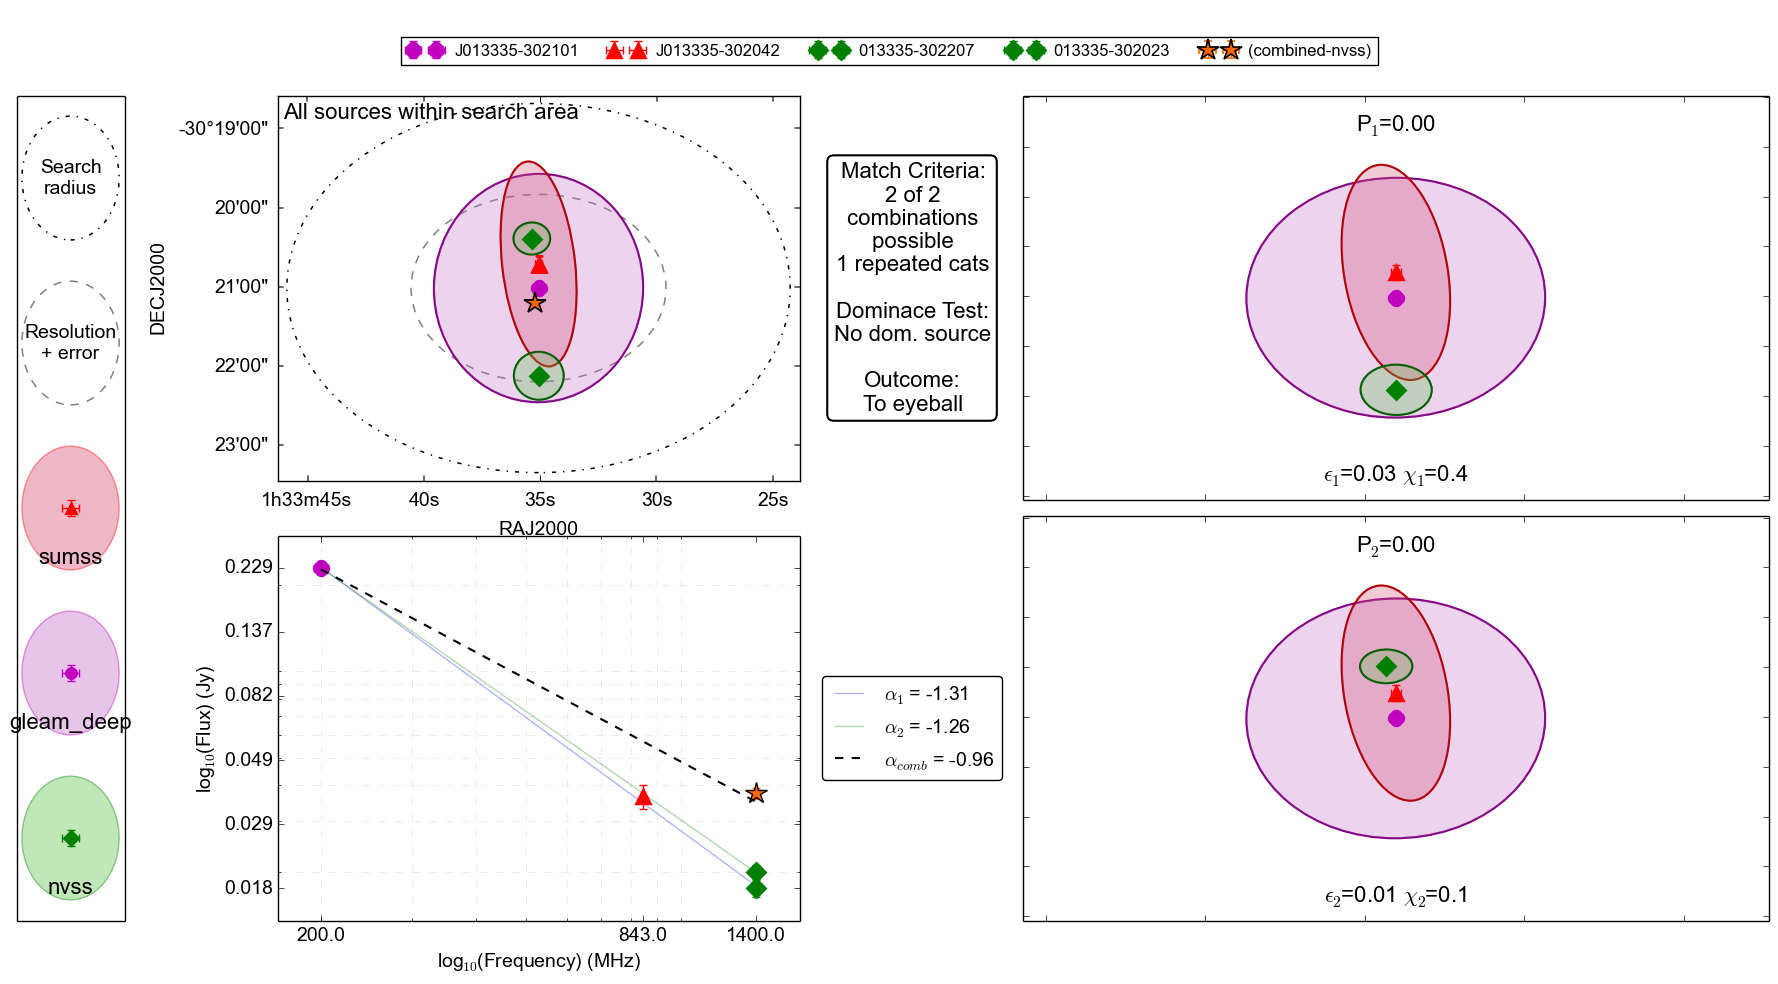 J013335-302101 J013335-302042 013335-302207 013335-302023 (combined-nvss)
Search
radius
Resolution
+ error
sumss
gleam_deep
nvss
All sources within search area
DECJ2000
-30°19'00"
20'00"
21'00"
22'00"
23'00"
1h33m45s 40s 35s 30s 25s
RAJ2000
Match Criteria:
2 of 2
combinations
possible
1 repeated cats
Dominace Test:
No dom. source
Outcome:
To eyeball
P1=0.00
ϵ1=0.03 χ1=0.4
log10(Flux) (Jy)
0.229
0.137
0.082
0.049
0.029
0.018
200.0 843.0 1400.0
log10(Frequency) (MHz)
α1 = -1.31
α2 = -1.26
αcomb = -0.96
P2=0.00
ϵ2=0.01 χ2=0.1